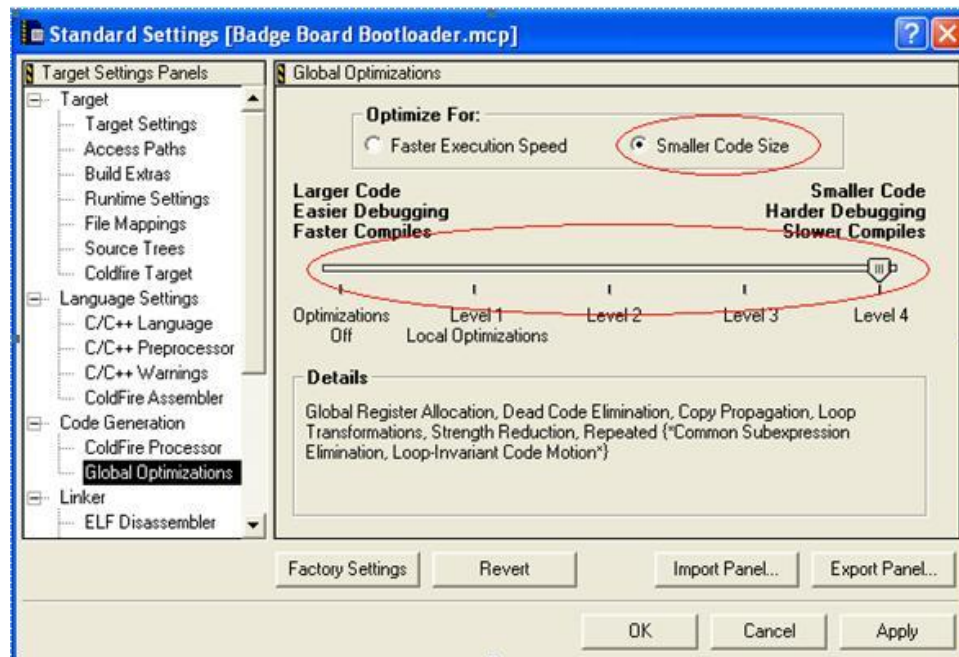 Standard Settings [Badge Board Bootloader.mcp]
Target Settings Panels
Target
Target Settings
Access Paths
Build Extras
Runtime Settings
File Mappings
Source Trees
Coldfire Target
Language Settings
C/C++ Language
C/C++ Preprocessor
C/C++ Warnings
ColdFire Assembler
Code Generation
ColdFire Processor
Global Optimizations
Linker
ELF Disassembler
Global Optimizations
Optimize For:
Faster Execution Speed
Smaller Code Size
Larger Code
Easier Debugging
Faster Compiles
Smaller Code
Harder Debugging
Slower Compiles
Optimizations
Off
Level 1
Local Optimizations
Level 2
Level 3
Level 4
Details
Global Register Allocation, Dead Code Elimination, Copy Propagation, Loop
Transformations, Strength Reduction, Repeated {*Common Subexpression
Elimination, Loop-Invariant Code Motion*}
Factory Settings
Revert
Import Panel...
Export Panel...
OK
Cancel
Apply